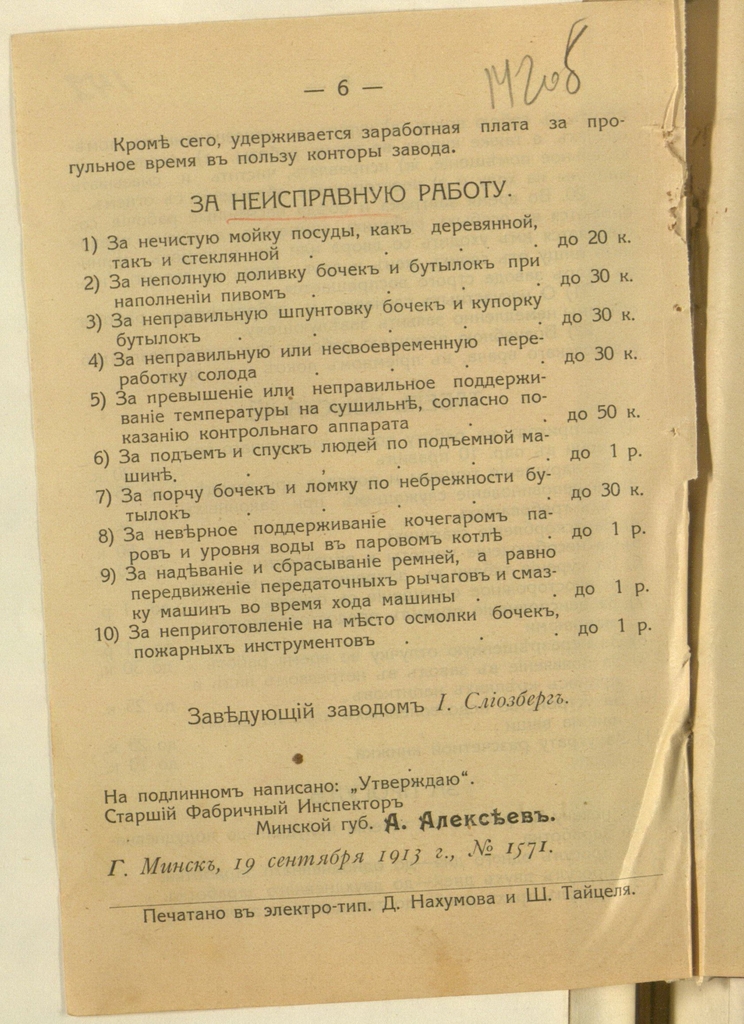 — 6 —
Кромѣ сего, удерживается заработная плата за про-
гульное время въ пользу конторы завода.
ЗА НЕИСПРАВНУЮ РАБОТУ.
1) За нечистую мойку посуды, какъ деревянной,
такъ и стеклянной . . . . до 20 к.
2) За неполную доливку бочекъ и бутылокъ при
наполненіи пивомъ . . . . до 30 к.
3) За неправильную шпунтовку бочекъ и купорку
бутылокъ . . . . . до 30 к.
4) За неправильную или несвоевременную пере-
работку солода . . . . до 30 к.
5) За превышеніе или неправильное поддержи-
ваніе температуры на сушильнѣ, согласно по-
казанію контрольнаго аппарата . . . до 50 к.
6) За подъем и спуск людей по подъемной ма-
шинѣ. . . . . . до 1 р.
7) За порчу бочекъ и ломку по небрежности бу-
тылокъ . . . . . до 30 к.
8) За невѣрное поддерживаніе кочегаромъ па-
ровъ и уровня воды въ паровомъ котлѣ . до 1 р.
9) За надѣваніе и сбрасываніе ремней, а равно
передвиженіе передаточныхъ рычаговъ и смаз-
ку машинъ во время хода машины . . до 1 р.
10) За неприготовленіе на мѣсто осмолки бочекъ,
пожарныхъ инструментовъ . . . до 1 р.
Завѣдующій заводомъ І. Сліозбергъ.
На подлинномъ написано: „Утверждаю“.
Старшій Фабричный Инспекторъ
Минской губ. А. Алексѣевъ.
Г. Минскъ, 19 сентября 1913 г., № 1571.
Печатано въ электро-тип. Д. Нахумова и Ш. Тайцеля.